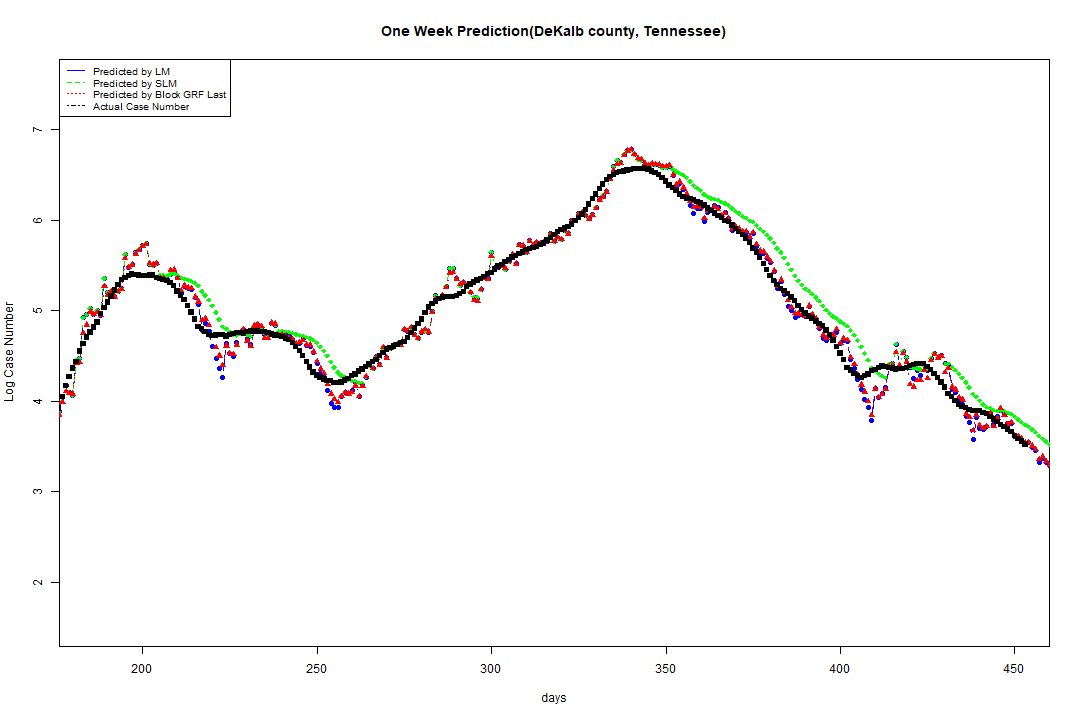 One Week Prediction(DeKalb county, Tennessee)
Predicted by LM
Predicted by SLM
Predicted by Block GRF Last
Actual Case Number
7
6
5
4
3
2
Log Case Number
200 250 300 350 400 450
days